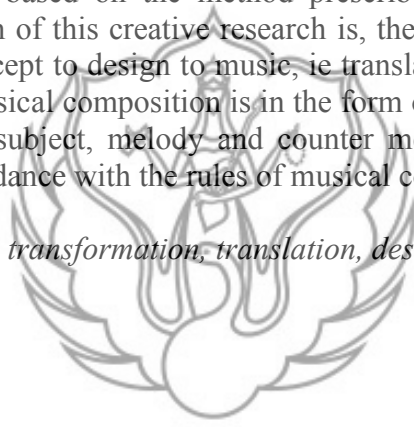 based on the method prescri
n of this creative research is, the
cept to design to music, ie transla
sical composition is in the form
subject, melody and counter m
dance with the rules of musical c
transformation, translation, des